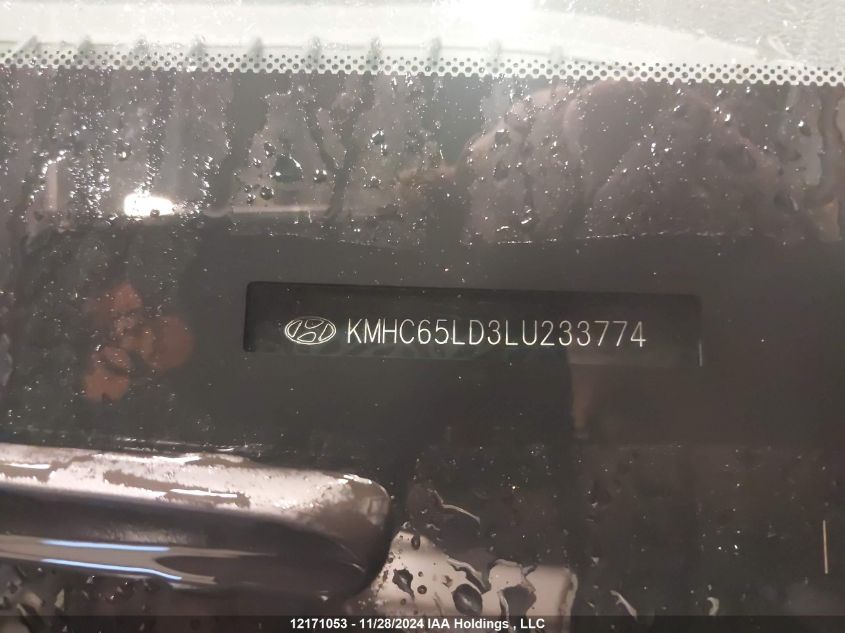 KMHC65LD3LU233774
12171053 - 11/28/2024 IAA Holdings , LLC